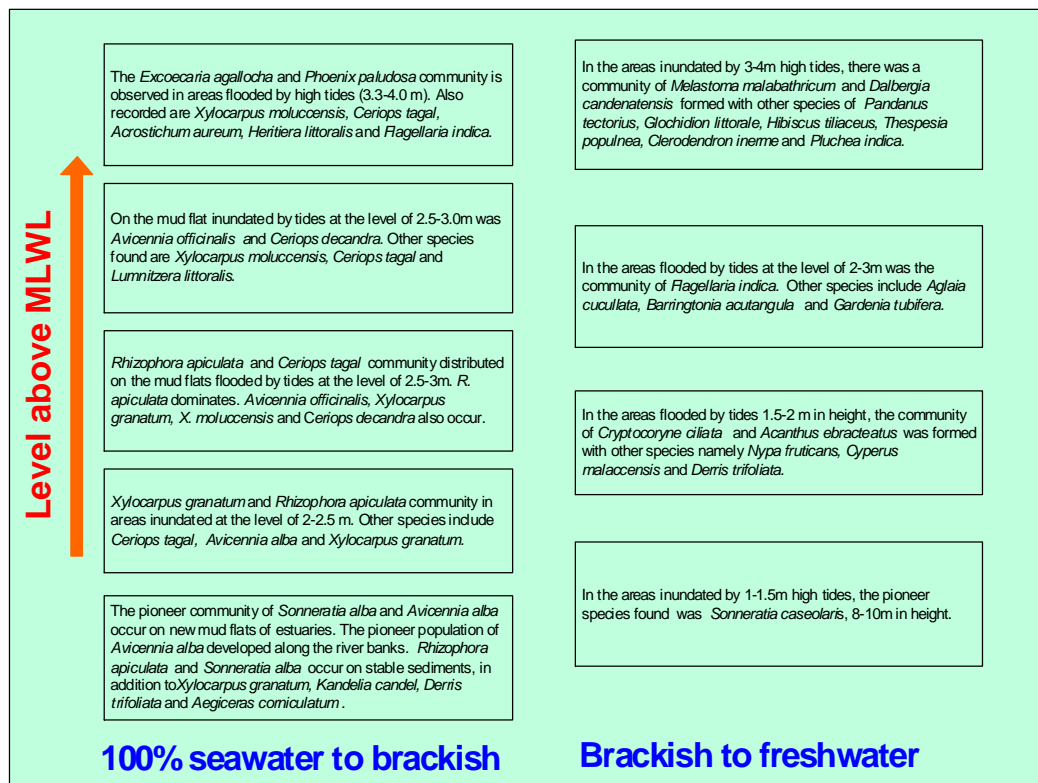 Level above MLWL
The Excoecaria agallocha and Phoenix paludosa community is
observed in areas flooded by high tides (3.3-4.0 m). Also
recorded are Xylocarpus moluccensis, Ceriops tagal,
Acrostichum aureum, Heritiera littoralis and Flagellaria indica.
On the mud flat inundated by tides at the level of 2.5-3.0m was
Avicennia officinalis and Ceriops decandra. Other species
found are Xylocarpus moluccensis, Ceriops tagal and
Lumnitzera littoralis.
Rhizophora apiculata and Ceriops tagal community distributed
on the mud flats flooded by tides at the level of 2.5-3m. R.
apiculata dominates. Avicennia officinalis, Xylocarpus
granatum, X. moluccensis and Ceriops decandra also occur.
Xylocarpus granatum and Rhizophora apiculata community in
areas inundated at the level of 2-2.5 m. Other species include
Ceriops tagal, Avicennia alba and Xylocarpus granatum.
The pioneer community of Sonneratia alba and Avicennia alba
occur on new mud flats of estuaries. The pioneer population of
Avicennia alba developed along the river banks. Rhizophora
apiculata and Sonneratia alba occur on stable sediments, in
addition to Xylocarpus granatum, Kandelia candel, Derris
trifoliata and Aegiceras corniculatum .
100% seawater to brackish
In the areas inundated by 3-4m high tides, there was a
community of Melastoma malabathricum and Dalbergia
candenatensis formed with other species of Pandanus
tectorius, Glochidion littorale, Hibiscus tiliaceus, Thespesia
populnea, Clerodendron inerme and Pluchea indica.
In the areas flooded by tides at the level of 2-3m was the
community of Flagellaria indica. Other species include Aglaia
cucullata, Barringtonia acutangula and Gardenia tubifera.
In the areas flooded by tides 1.5-2 m in height, the community
of Cryptocoryne ciliata and Acanthus ebracteatus was formed
with other species namely Nypa fruticans, Cyperus
malaccensis and Derris trifoliata.
In the areas inundated by 1-1.5m high tides, the pioneer
species found was Sonneratia caseolaris, 8-10m in height.
Brackish to freshwater